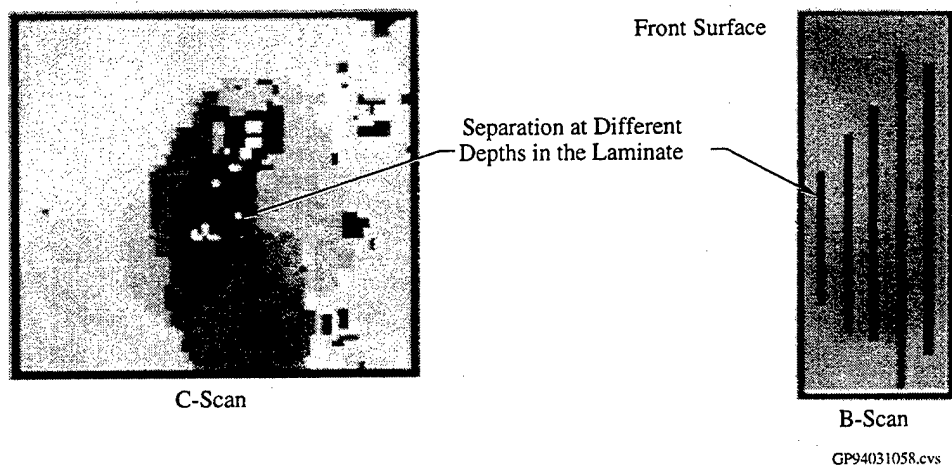 Front Surface
Separation at Different
Depths in the Laminate
C-Scan
B-Scan
GP94031058.cvs